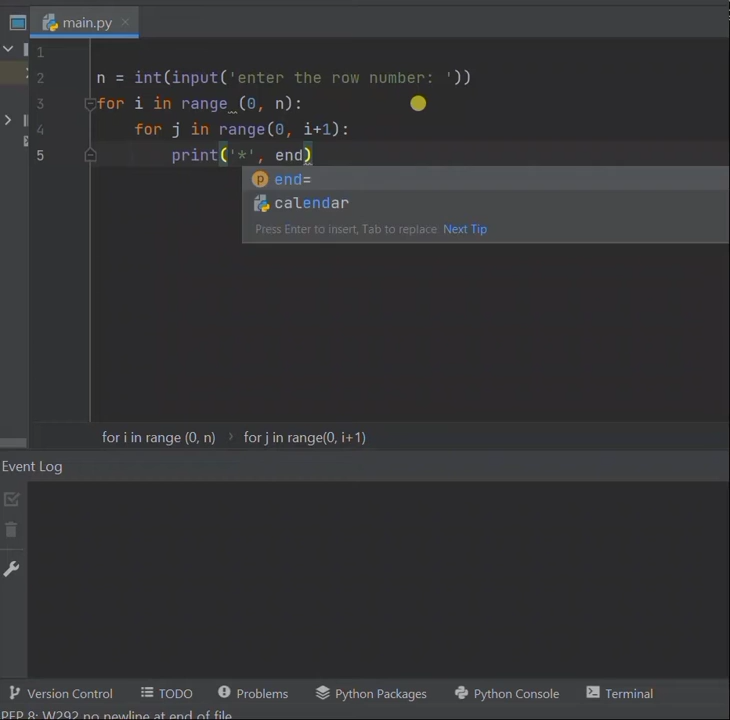 main.py
1
2 n = int(input('enter the row number: '))
3 for i in range (0, n):
4 for j in range(0, i+1):
5 print('*', end)
end=
calendar
Press Enter to insert, Tab to replace Next Tip
for i in range (0, n) › for j in range(0, i+1)
Event Log
Version Control TODO Problems Python Packages Python Console Terminal
PEP 8: W292 no newline at end of file